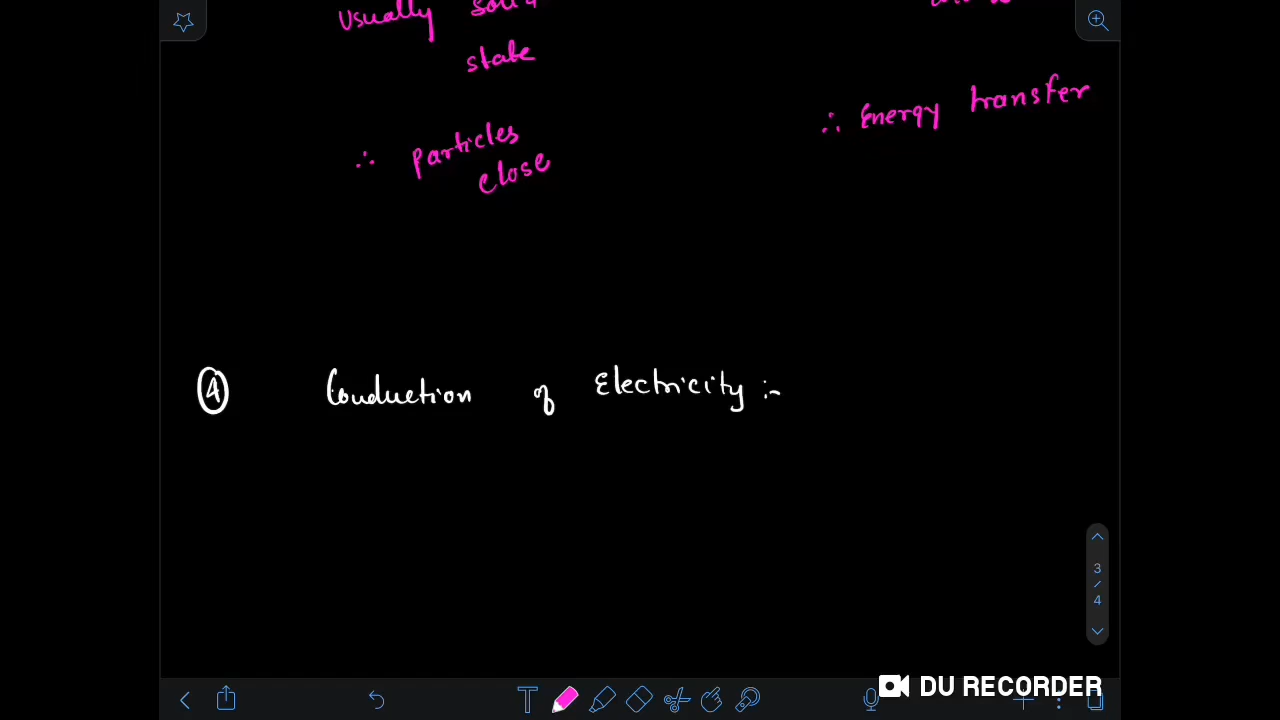 usually
state
∴ particles
close
∴ Energy transfer
④ Conduction of Electricity :-
3
/
4
T
DU RECORDER